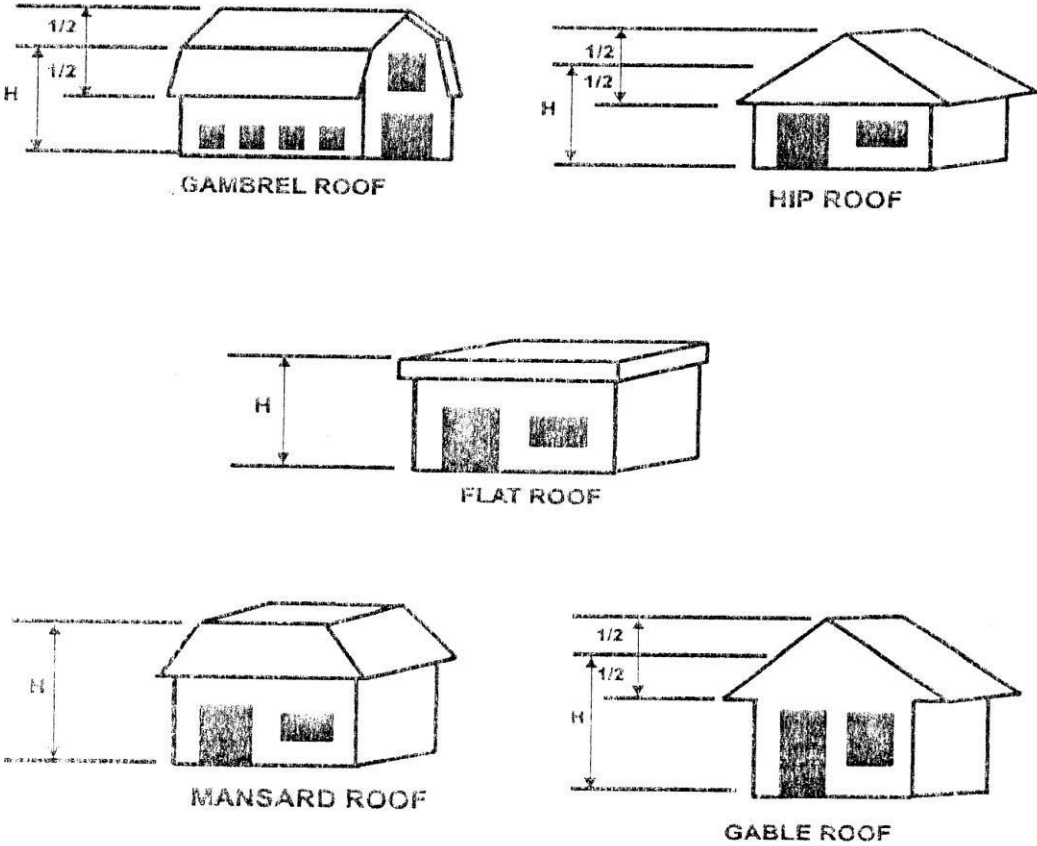 1/2
1/2
H
GAMBREL ROOF
1/2
1/2
H
HIP ROOF
H
FLAT ROOF
H
MANSARD ROOF
1/2
1/2
H
GABLE ROOF